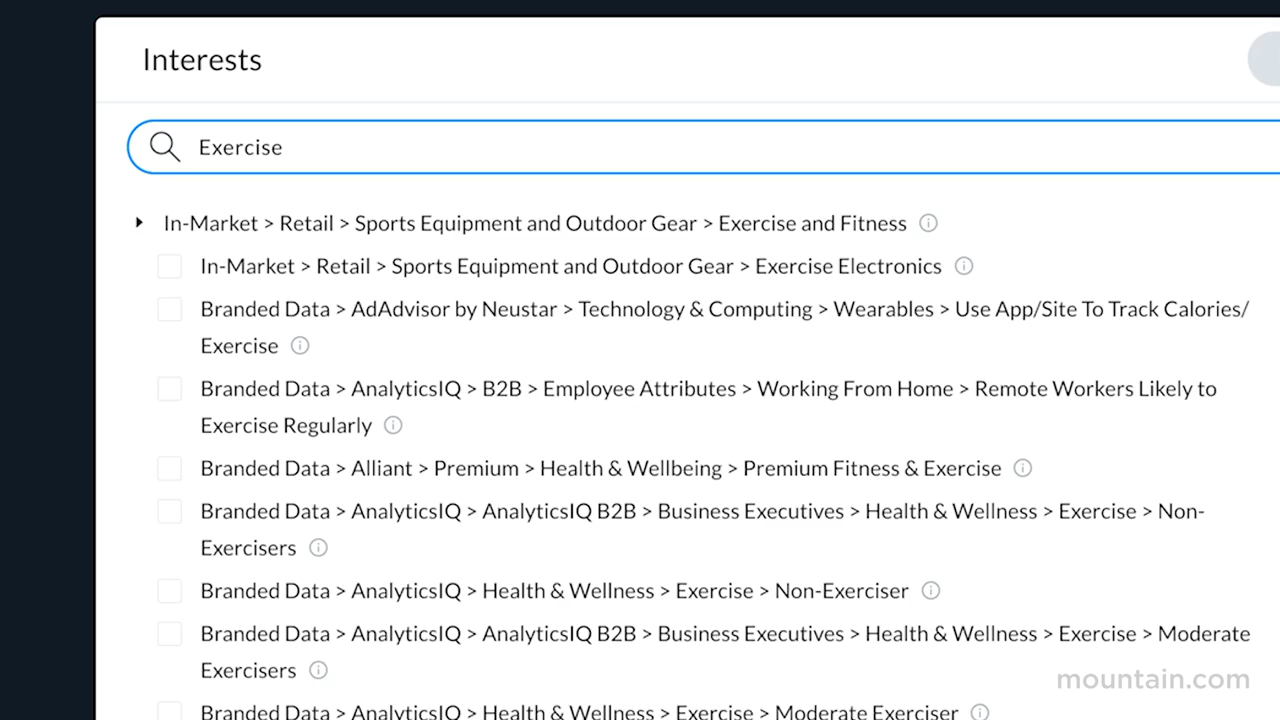 Interests
Exercise
In-Market > Retail > Sports Equipment and Outdoor Gear > Exercise and Fitness
In-Market > Retail > Sports Equipment and Outdoor Gear > Exercise Electronics
Branded Data > AdAdvisor by Neustar > Technology & Computing > Wearables > Use App/Site To Track Calories/
Exercise
Branded Data > AnalyticsIQ > B2B > Employee Attributes > Working From Home > Remote Workers Likely to
Exercise Regularly
Branded Data > Alliant > Premium > Health & Wellbeing > Premium Fitness & Exercise
Branded Data > AnalyticsIQ > AnalyticsIQ B2B > Business Executives > Health & Wellness > Exercise > Non-
Exercisers
Branded Data > AnalyticsIQ > Health & Wellness > Exercise > Non-Exerciser
Branded Data > AnalyticsIQ > AnalyticsIQ B2B > Business Executives > Health & Wellness > Exercise > Moderate
Exercisers
Branded Data > AnalyticsIQ > Health & Wellness > Exercise > Moderate Exerciser
mountain.com